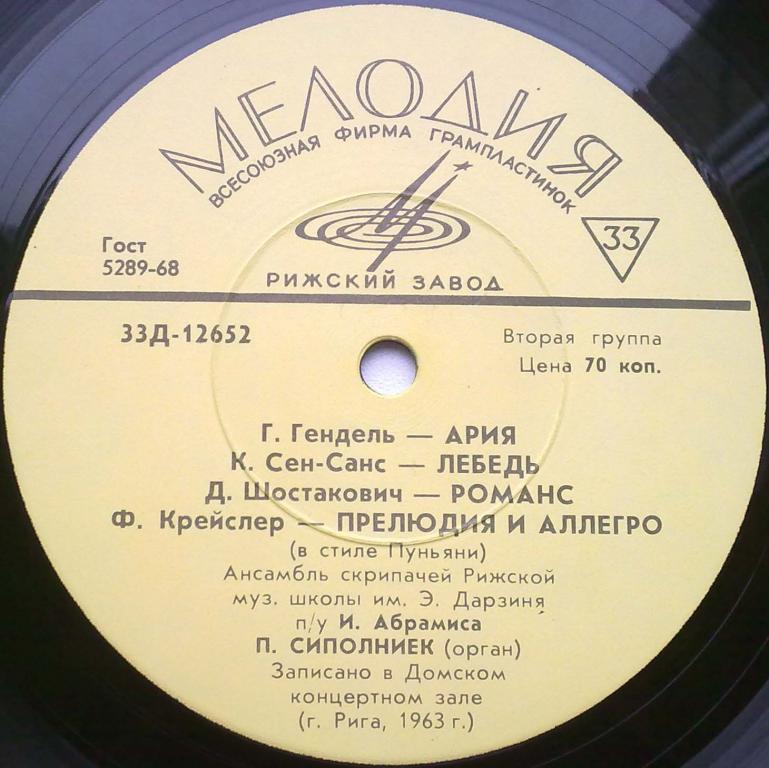 МЕЛОДИЯ
ВСЕСОЮЗНАЯ ФИРМА ГРАМПЛАСТИНОК
33
Гост
5289-68
РИЖСКИЙ ЗАВОД
33Д-12652
Вторая группа
Цена 70 коп.
Г. Гендель — АРИЯ
К. Сен-Санс — ЛЕБЕДЬ
Д. Шостакович — РОМАНС
Ф. Крейслер — ПРЕЛЮДИЯ И АЛЛЕГРО
(в стиле Пуньяни)
Ансамбль скрипачей Рижской
муз. школы им. Э. Дарзиня
п/у И. Абрамиса
П. СИПОЛНИЕК (орган)
Записано в Домском
концертном зале
(г. Рига, 1963 г.)